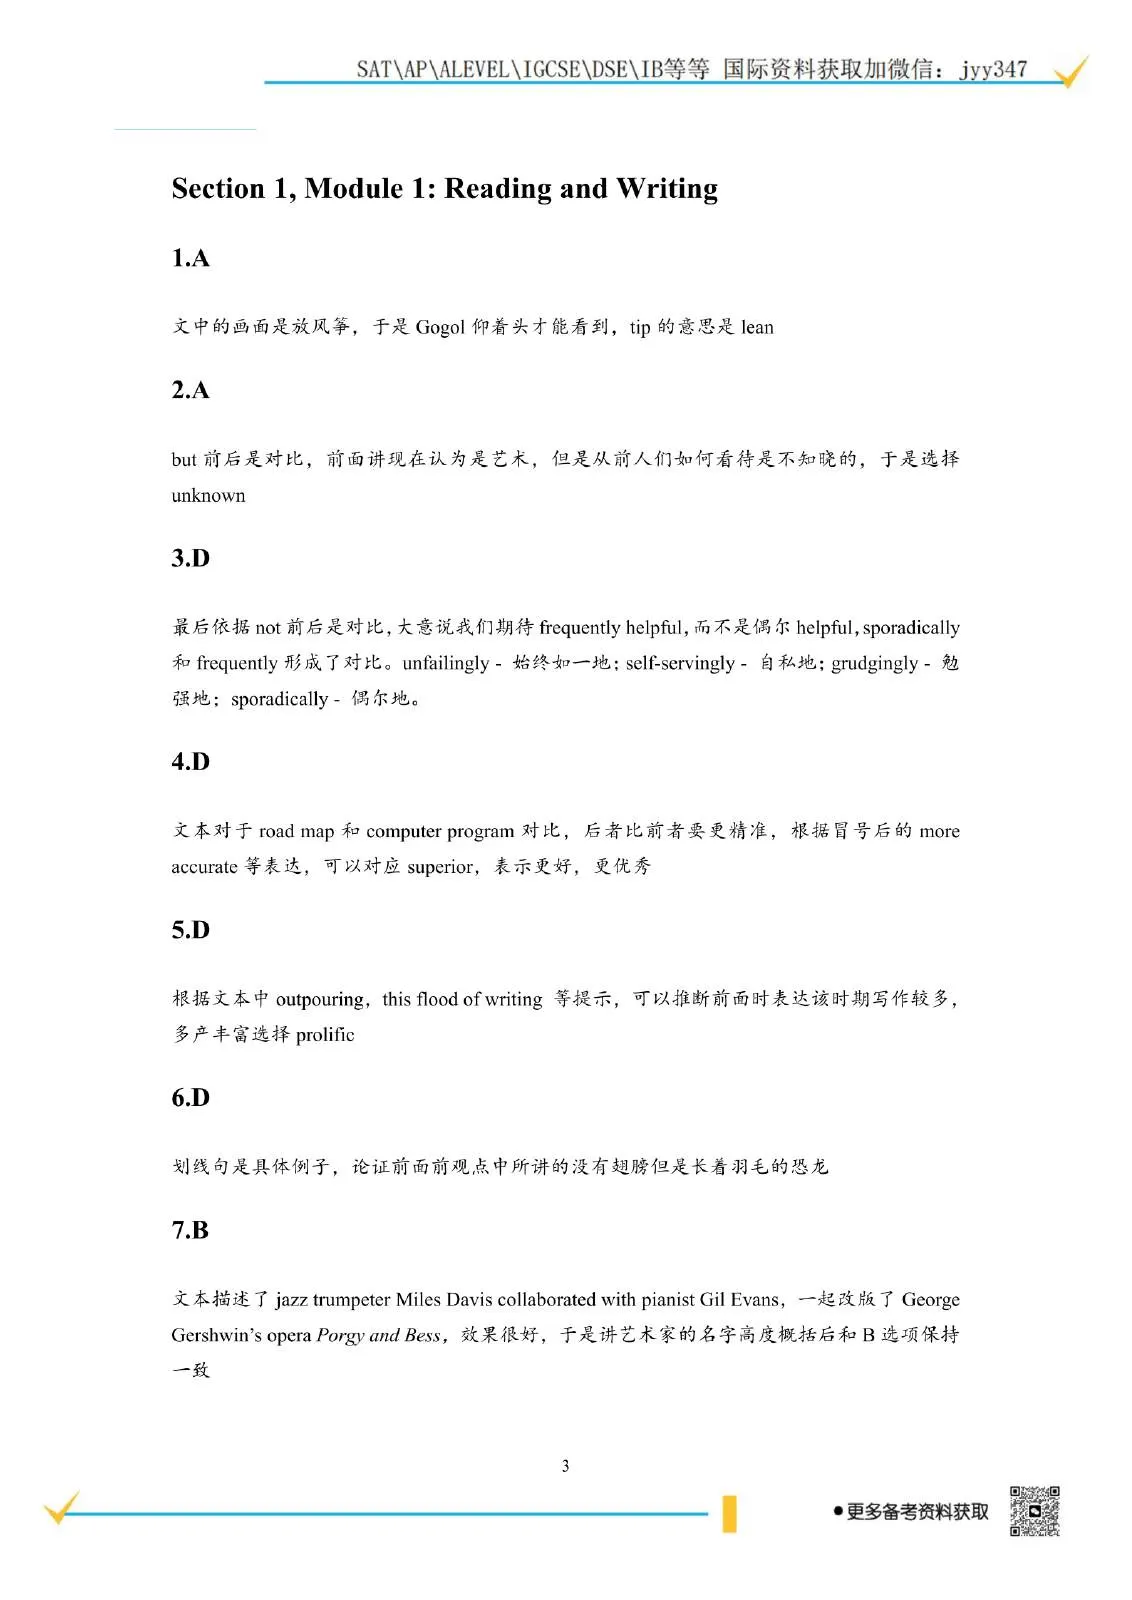 SAT\AP\ALEVEL\IGCSE\DSE\IB等等 国际资料获取加微信：jyy347
Section 1, Module 1: Reading and Writing
1.A
文中的画面是放风筝，于是 Gogol 仰着头才能看到，tip 的意思是 lean
2.A
but 前后是对比，前面讲现在认为是艺术，但是从前人们如何看待是不知晓的，于是选择
unknown
3.D
最后依据 not 前后是对比，大意说我们期待 frequently helpful，而不是偶尔 helpful，sporadically
和 frequently 形成了对比。unfailingly - 始终如一地；self-servingly - 自私地；grudgingly - 勉
强地；sporadically - 偶尔地。
4.D
文本对于 road map 和 computer program 对比，后者比前者要更精准，根据冒号后的 more
accurate 等表达，可以对应 superior，表示更好，更优秀
5.D
根据文本中 outpouring，this flood of writing 等提示，可以推断前面时表达该时期写作较多，
多产丰富选择 prolific
6.D
划线句是具体例子，论证前面前观点中所讲的没有翅膀但是长着羽毛的恐龙
7.B
文本描述了 jazz trumpeter Miles Davis collaborated with pianist Gil Evans，一起改版了 George
Gershwin’s opera Porgy and Bess，效果很好，于是讲艺术家的名字高度概括后和 B 选项保持
一致
3
●更多备考资料获取